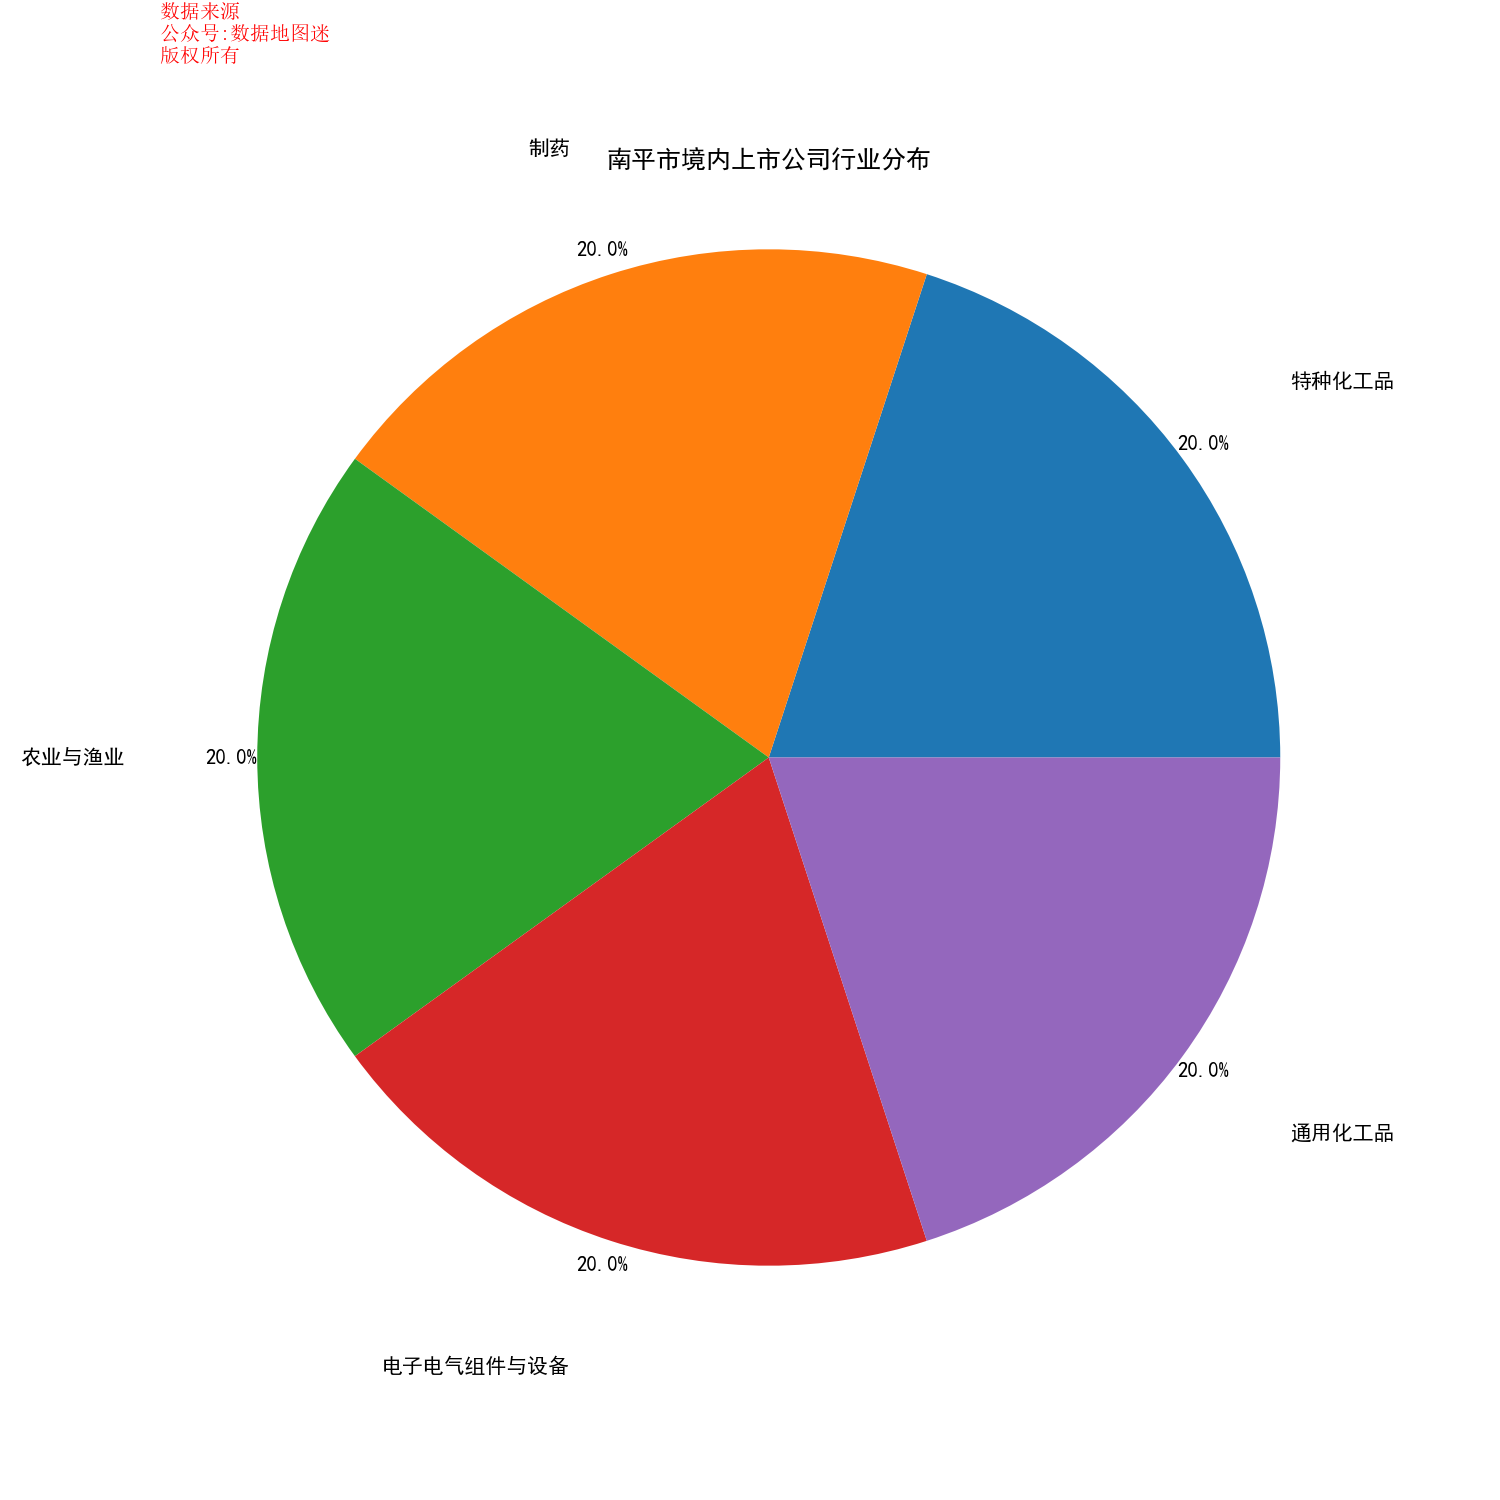 数据来源
公众号:数据地图迷
版权所有
制药
南平市境内上市公司行业分布
20.0%
特种化工品
20.0%
农业与渔业
20.0%
20.0%
通用化工品
20.0%
电子电气组件与设备